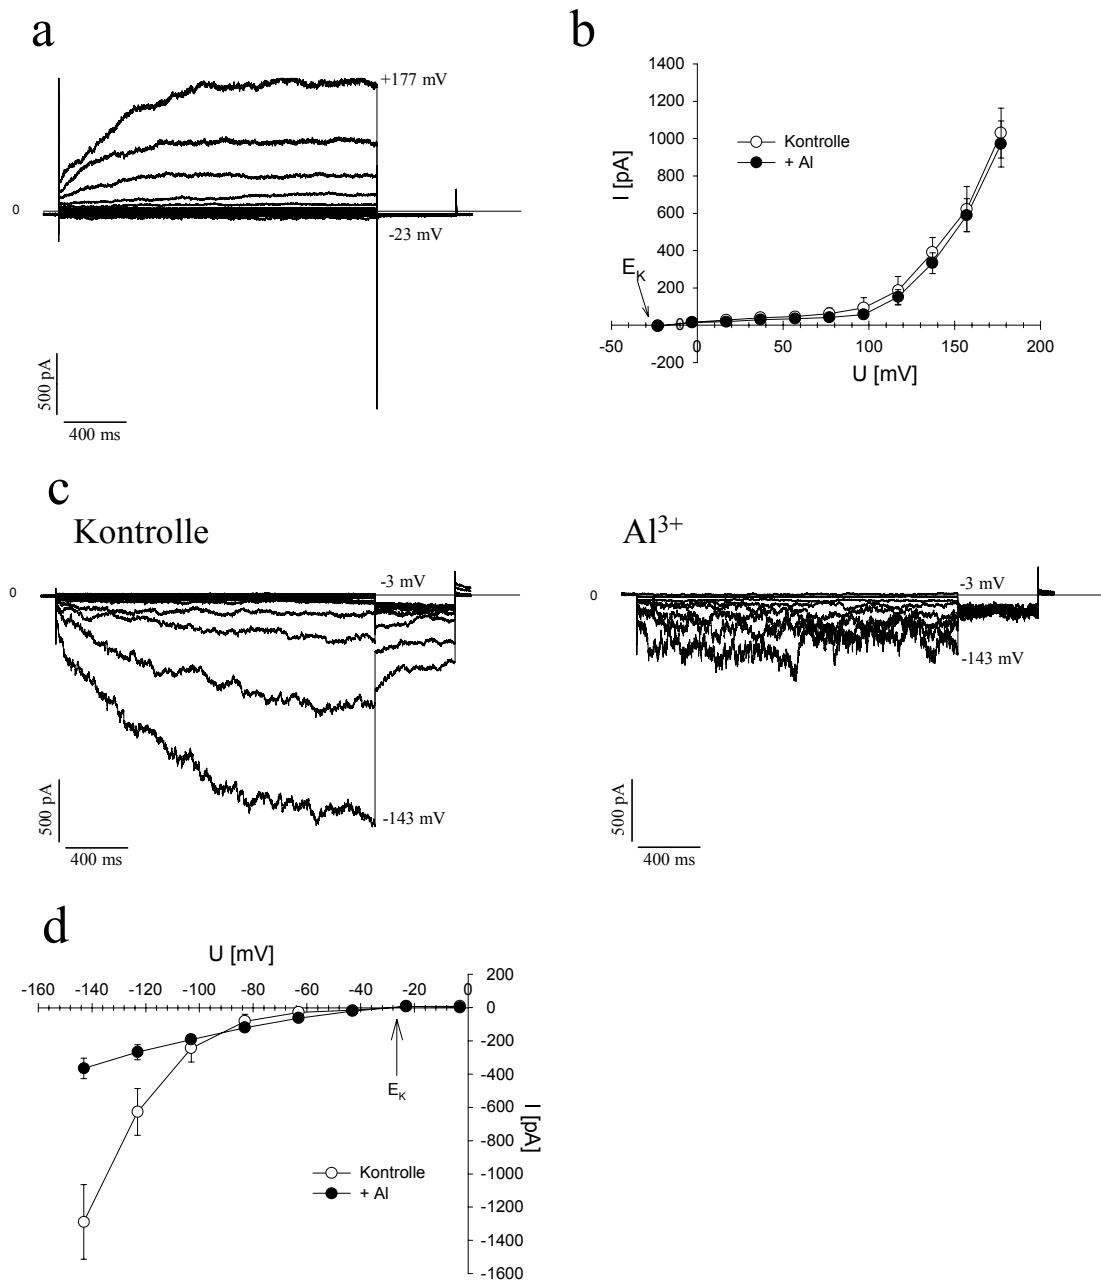 a
+177 mV
0
-23 mV
500 pA
400 ms
b
1400
1200
1000
800
600
400
200
0
-200
I [pA]
Kontrolle
+ Al
EK
-50
0
50
100
150
200
U [mV]
c
Kontrolle
0
-3 mV
-143 mV
500 pA
400 ms
Al3+
0
-3 mV
-143 mV
500 pA
400 ms
d
U [mV]
-160
-140
-120
-100
-80
-60
-40
-20
0
200
0
-200
-400
-600
-800
-1000
-1200
-1400
-1600
I [pA]
EK
Kontrolle
+ Al